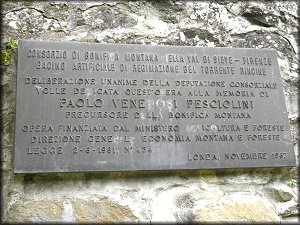 CONSORZIO DI BONIFICA MONTANA DELLA VAL DI SIEVE - FIRENZE
BACINO ARTIFICIALE DI REGIMAZIONE DEL TORRENTE RINCINE
DELIBERAZIONE UNANIME DELLA DEPUTAZIONE CONSORZIALE
VOLLE DEDICATA QUEST'OPERA ALLA MEMORIA DI
PAOLO VENEROSI PESCIOLINI
PRECURSORE DELLA BONIFICA MONTANA
OPERA FINANZIATA DAL MINISTERO AGRICOLTURA E FORESTE
DIREZIONE GENERALE ECONOMIA MONTANA E FORESTE
LEGGE 2-6-1961, N° 454
LONDA, NOVEMBRE 1967